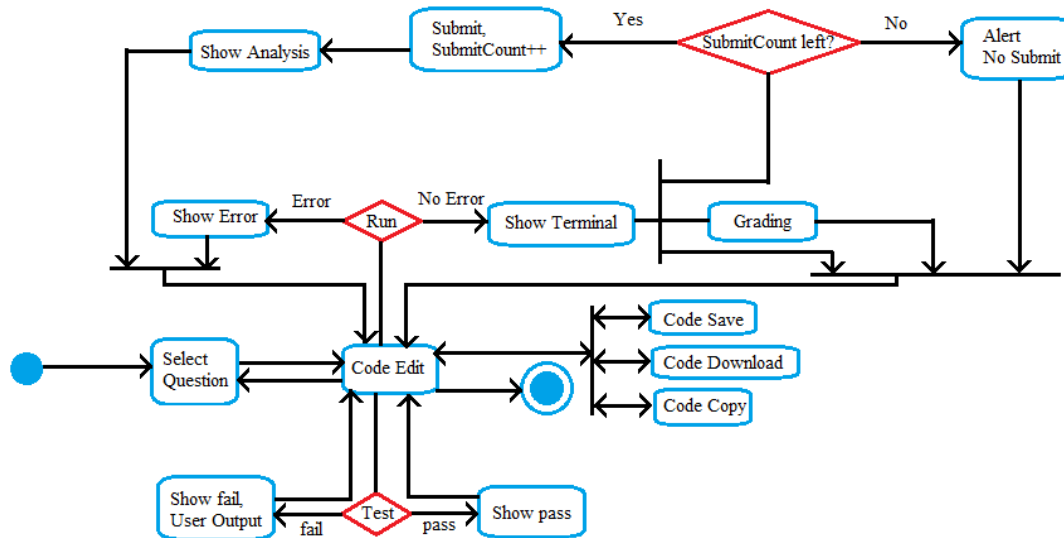 Yes
No
Submit,
SubmitCount++
SubmitCount left?
Alert
No Submit
Show Analysis
Error
No Error
Show Error
Run
Show Terminal
Grading
Code Save
Select
Question
Code Edit
Code Download
Code Copy
Show fail,
User Output
fail
Test
pass
Show pass